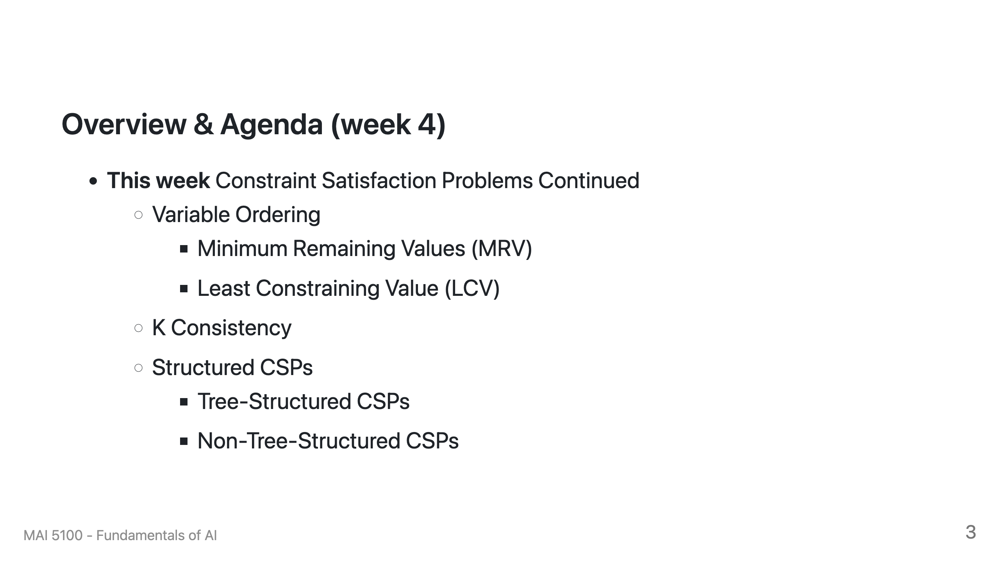 Overview & Agenda (week 4)
This week Constraint Satisfaction Problems Continued
Variable Ordering
Minimum Remaining Values (MRV)
Least Constraining Value (LCV)
K Consistency
Structured CSPs
Tree-Structured CSPs
Non-Tree-Structured CSPs
MAI 5100 - Fundamentals of AI
3